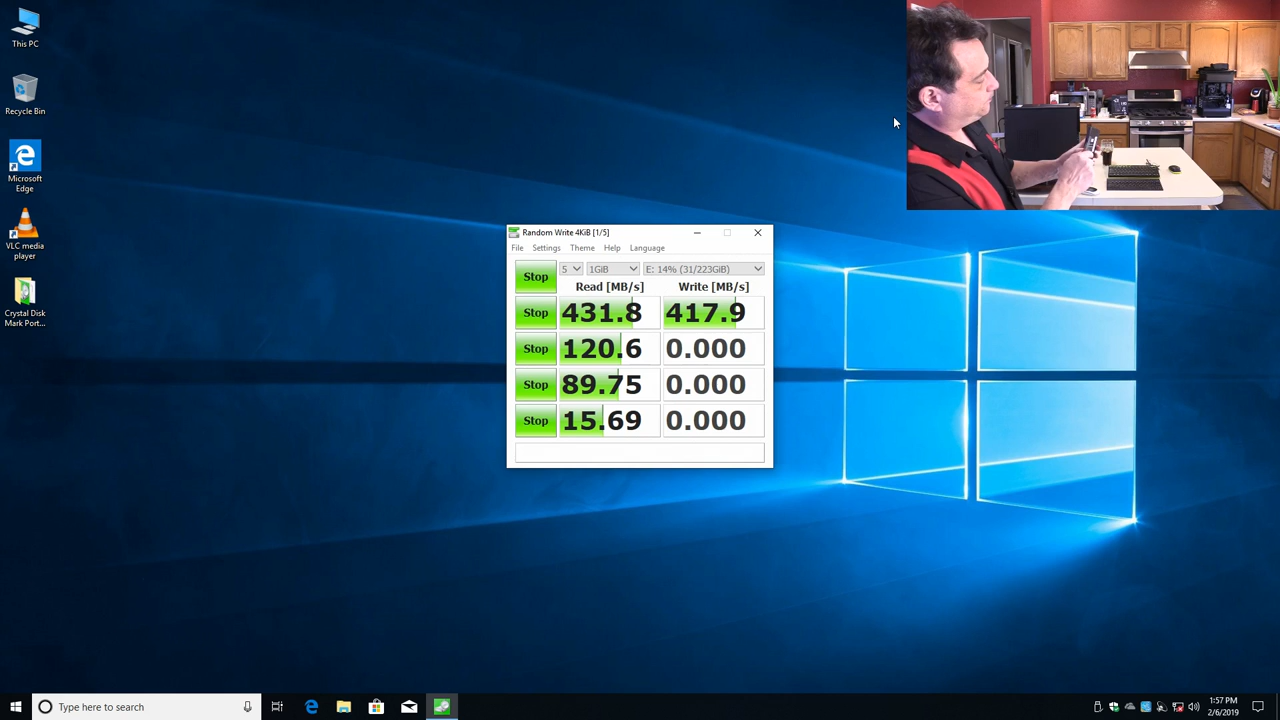 This PC
Recycle Bin
Microsoft
Edge
VLC media
player
Crystal Disk
Mark Port...
Random Write 4KiB [1/5]
File Settings Theme Help Language
Stop 5 1GiB E: 14% (31/223GiB)
Read [MB/s] Write [MB/s]
Stop 431.8 417.9
Stop 120.6 0.000
Stop 89.75 0.000
Stop 15.69 0.000
Type here to search
1:57 PM
2/6/2019